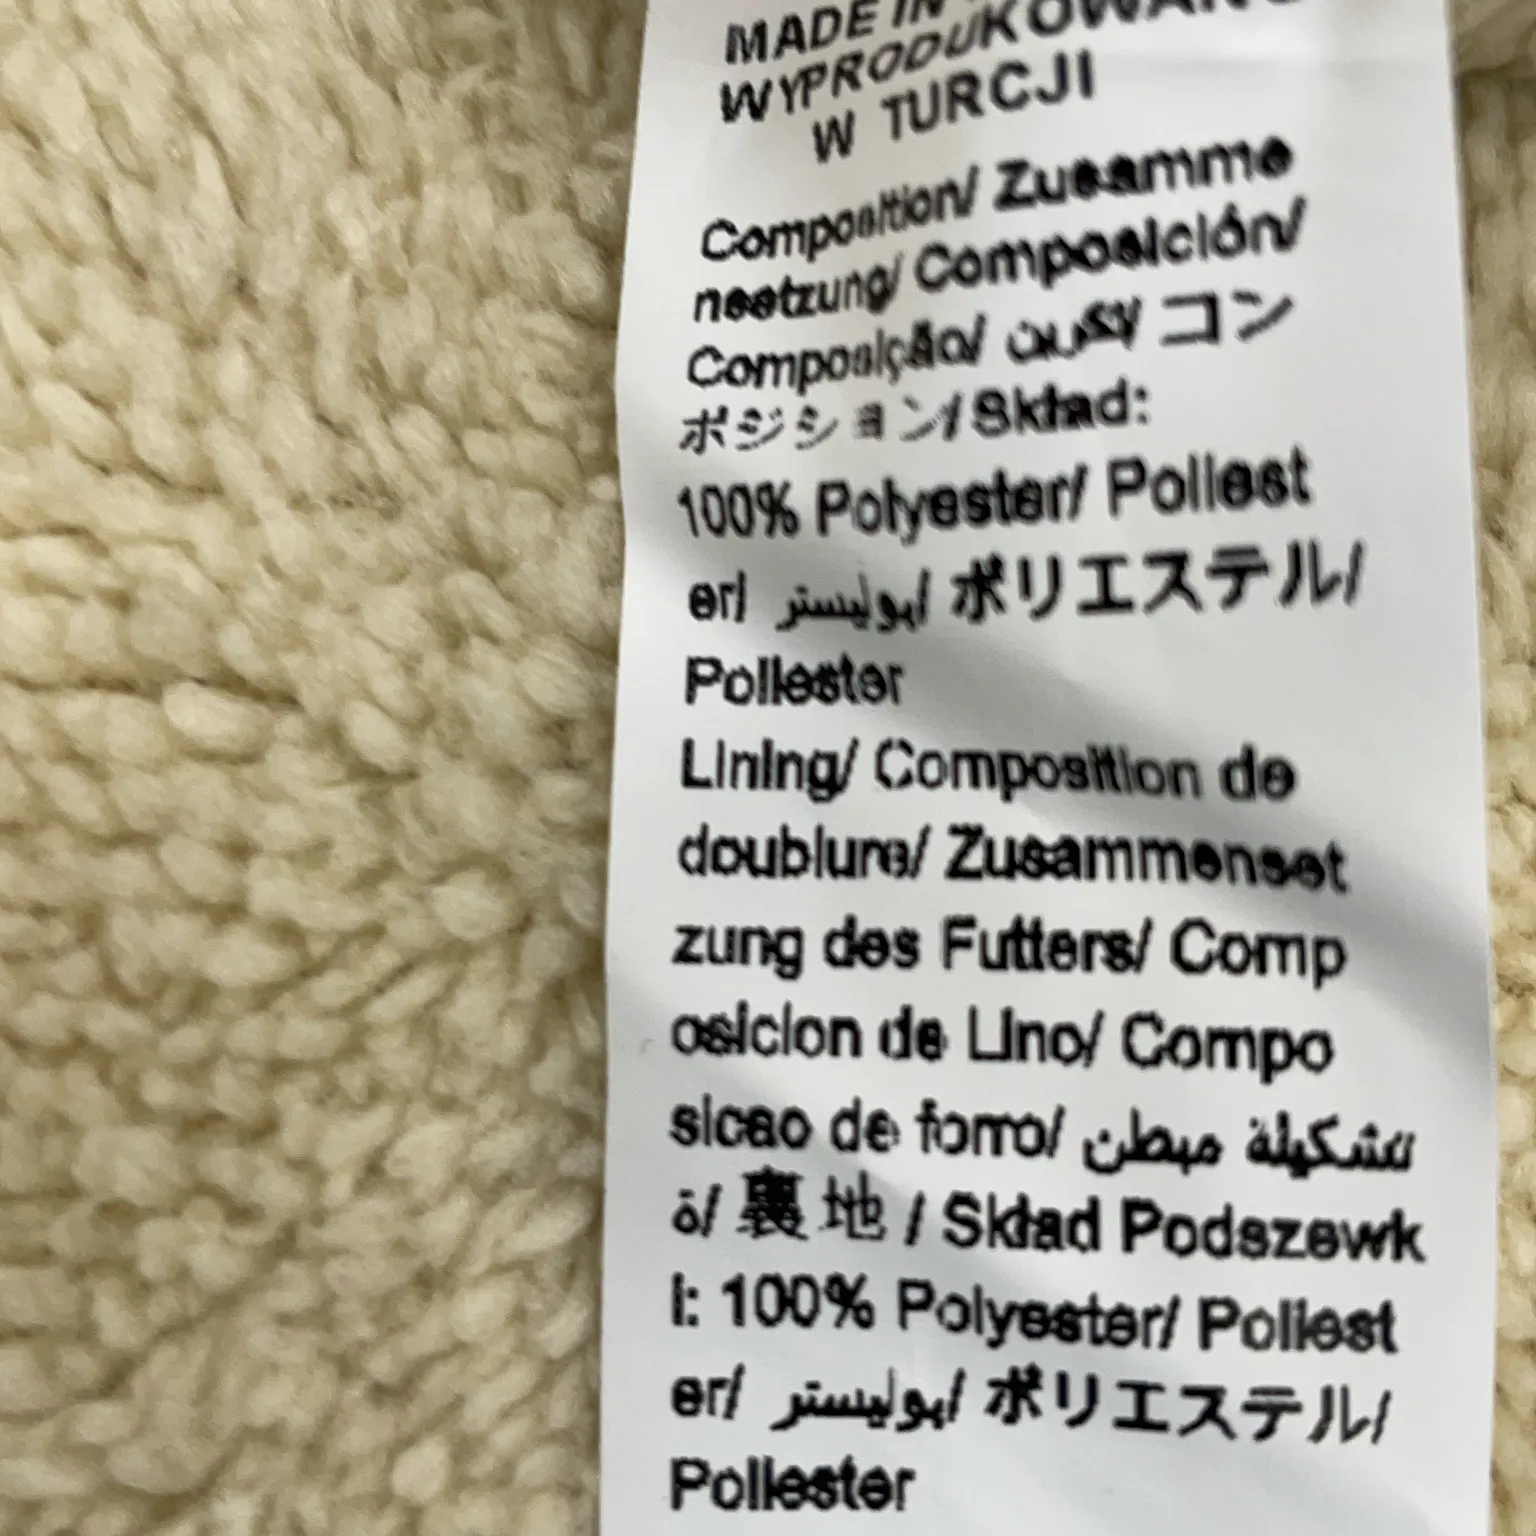 MADE IN
WYPRODUKOWANO
W TURCJI
Composition/ Zusamme
nsetzung/ Composición/
Composição/ تكوين/ コン
ポジション/ Skład:
100% Polyester/ Poliest
er/ بوليستر/ ポリエステル/
Poliester
Lining/ Composition de
doublure/ Zusammenset
zung des Futters/ Comp
osicion de Lino/ Compo
sicao de forro/ تشكيلة مبطن
ة/ 裏地 / Skład Podszewk
i: 100% Polyester/ Poliest
er/ بوليستر/ ポリエステル/
Poliester